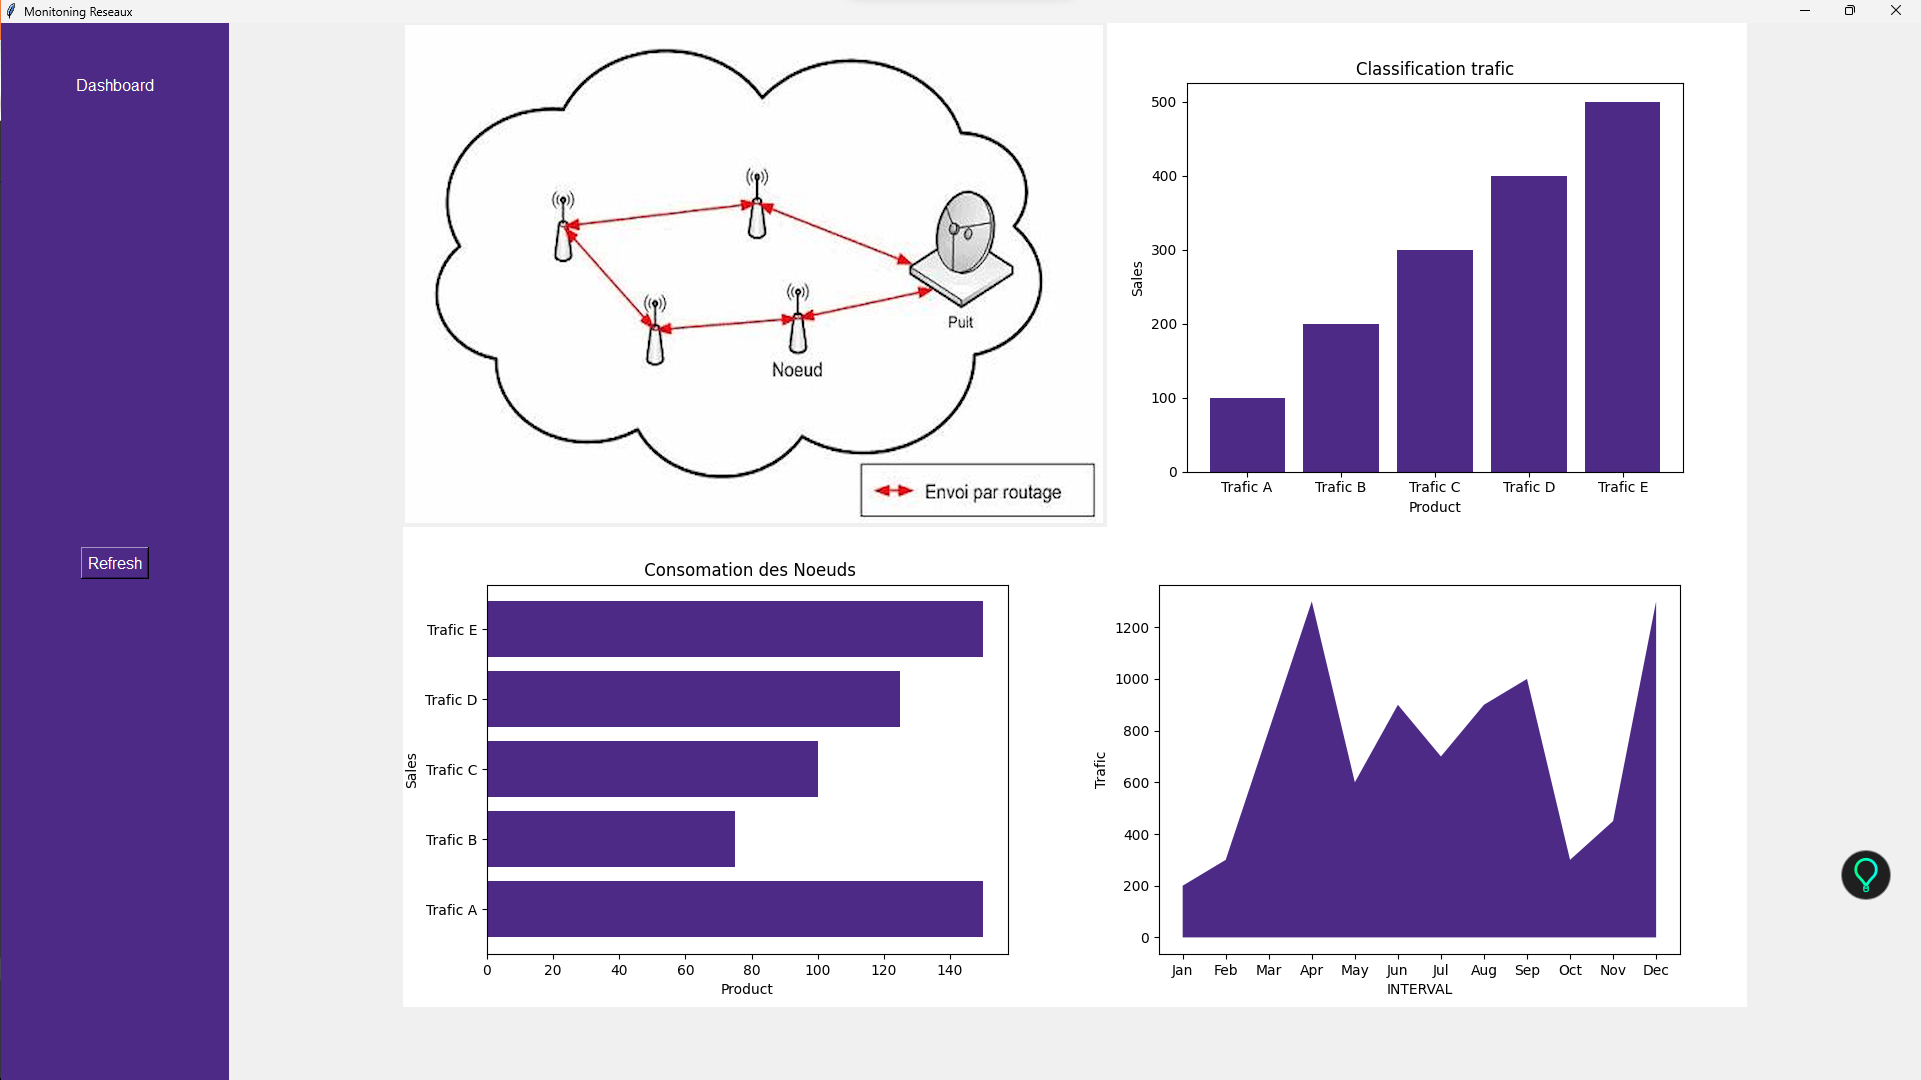 Monitoning Reseaux
Dashboard
Refresh
Puit
Noeud
Envoi par routage
Classification trafic
500
400
300
200
100
0
Sales
Trafic A Trafic B Trafic C Trafic D Trafic E
Product
Consomation des Noeuds
Trafic E
Trafic D
Trafic C
Trafic B
Trafic A
Sales
0 20 40 60 80 100 120 140
Product
1200
1000
800
600
400
200
0
Trafic
Jan Feb Mar Apr May Jun Jul Aug Sep Oct Nov Dec
INTERVAL